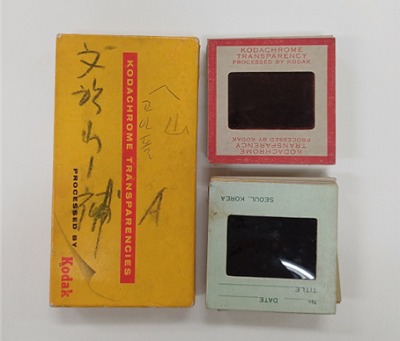 KODACHROME TRANSPARENCIES
PROCESSED BY
Kodak
KODACHROME
TRANSPARENCY
PROCESSED BY KODAK
KODACHROME
TRANSPARENCY
PROCESSED BY KODAK
SEOUL, KOREA
No.
DATE
TITLE